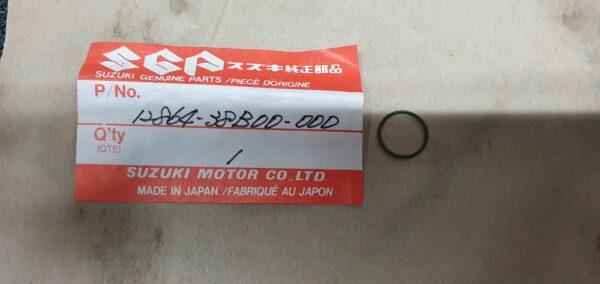 SGP スズキ純正部品
SUZUKI GENUINE PARTS /PIECE D'ORIGINE
P/No.
12864-38B00-000
Q'ty
(QTE)
1
SUZUKI MOTOR CO.,LTD.
MADE IN JAPAN /FABRIQUÉ AU JAPON